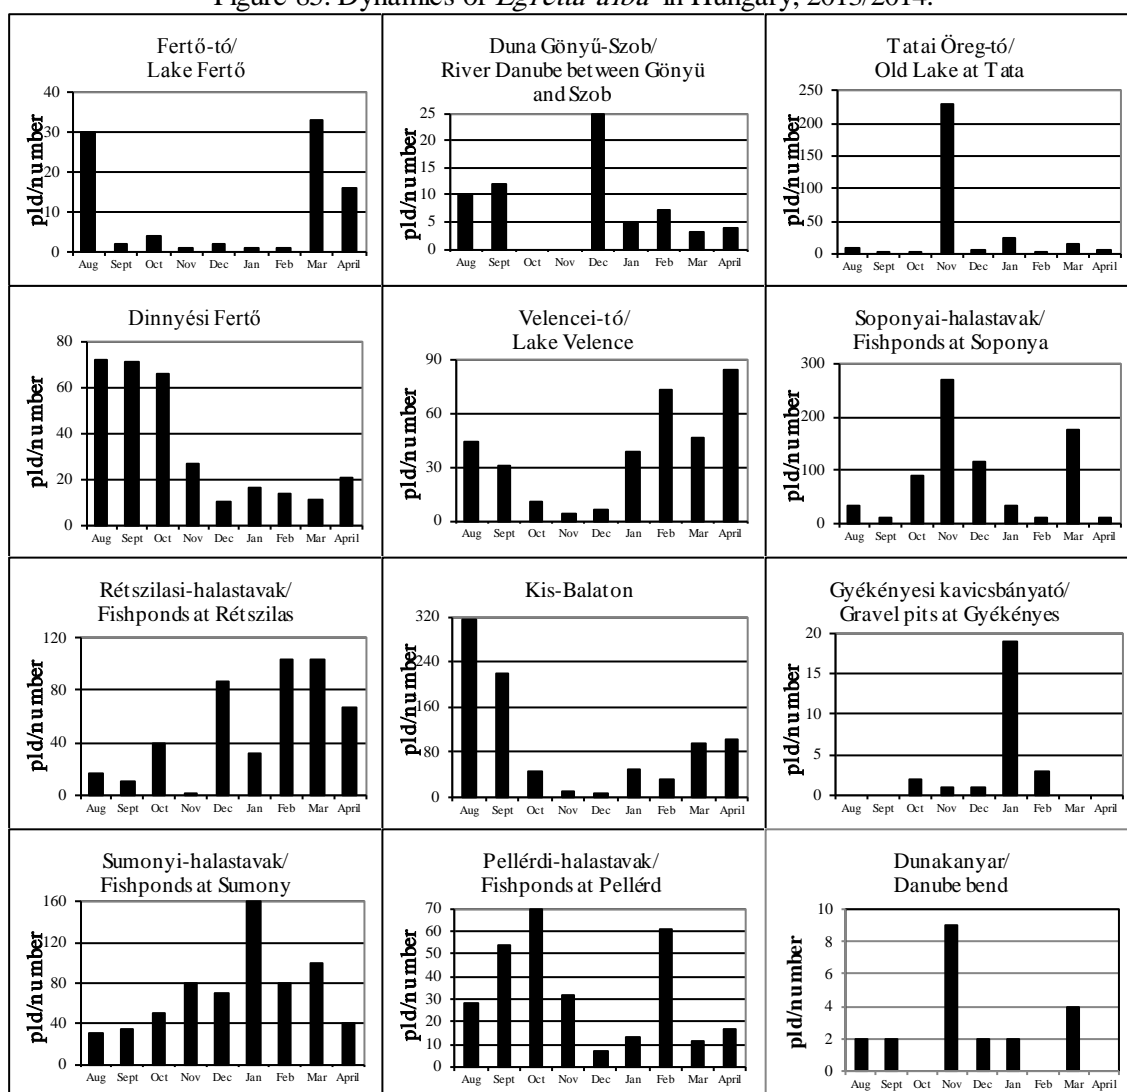 Figure 85. Dynamics of Egretta alba in Hungary, 2013/2014.
Fertő-tó/
Lake Fertő
pld/number
40
30
20
10
0
Aug Sept Oct Nov Dec Jan Feb Mar April
Duna Gönyű-Szob/
River Danube between Gönyü
and Szob
pld/number
25
20
15
10
5
0
Aug Sept Oct Nov Dec Jan Feb Mar April
Tatai Öreg-tó/
Old Lake at Tata
pld/number
250
200
150
100
50
0
Aug Sept Oct Nov Dec Jan Feb Mar April
Dinnyési Fertő
pld/number
80
60
40
20
0
Aug Sept Oct Nov Dec Jan Feb Mar April
Velencei-tó/
Lake Velence
pld/number
90
60
30
0
Aug Sept Oct Nov Dec Jan Feb Mar April
Soponyai-halastavak/
Fishponds at Soponya
pld/number
300
200
100
0
Aug Sept Oct Nov Dec Jan Feb Mar April
Rétszilasi-halastavak/
Fishponds at Rétszilas
pld/number
120
80
40
0
Aug Sept Oct Nov Dec Jan Feb Mar April
Kis-Balaton
pld/number
320
240
160
80
0
Aug Sept Oct Nov Dec Jan Feb Mar April
Gyékényesi kavicsbányató/
Gravel pits at Gyékényes
pld/number
20
15
10
5
0
Aug Sept Oct Nov Dec Jan Feb Mar April
Sumonyi-halastavak/
Fishponds at Sumony
pld/number
160
120
80
40
0
Aug Sept Oct Nov Dec Jan Feb Mar April
Pellérdi-halastavak/
Fishponds at Pellérd
pld/number
70
60
50
40
30
20
10
0
Aug Sept Oct Nov Dec Jan Feb Mar April
Dunakanyar/
Danube bend
pld/number
10
8
6
4
2
0
Aug Sept Oct Nov Dec Jan Feb Mar April